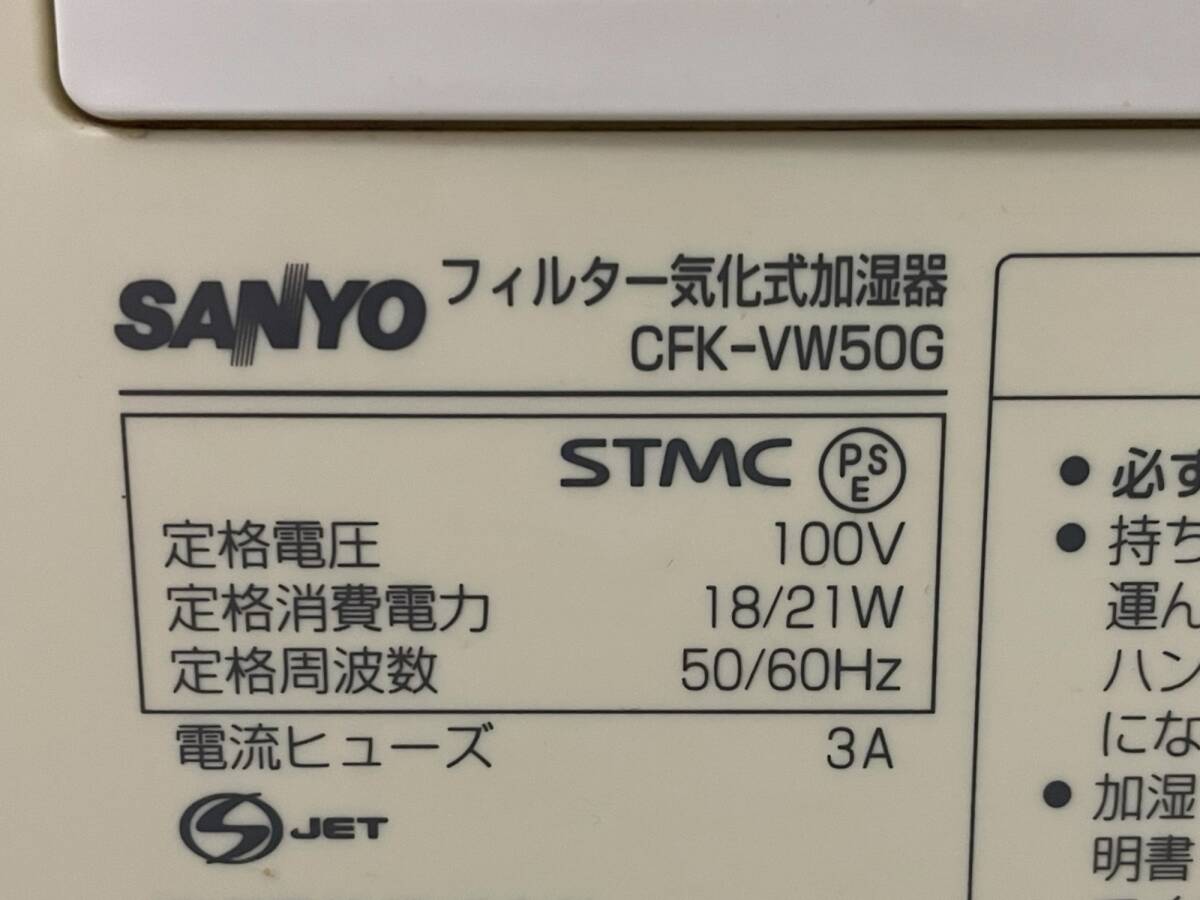 SANYO フィルター気化式加湿器
CFK-VW50G
STMC PSE
定格電圧 100V
定格消費電力 18/21W
定格周波数 50/60Hz
電流ヒューズ 3A
S JET
● 必ず
● 持ち
運ん
ハン
にな
● 加湿
明書